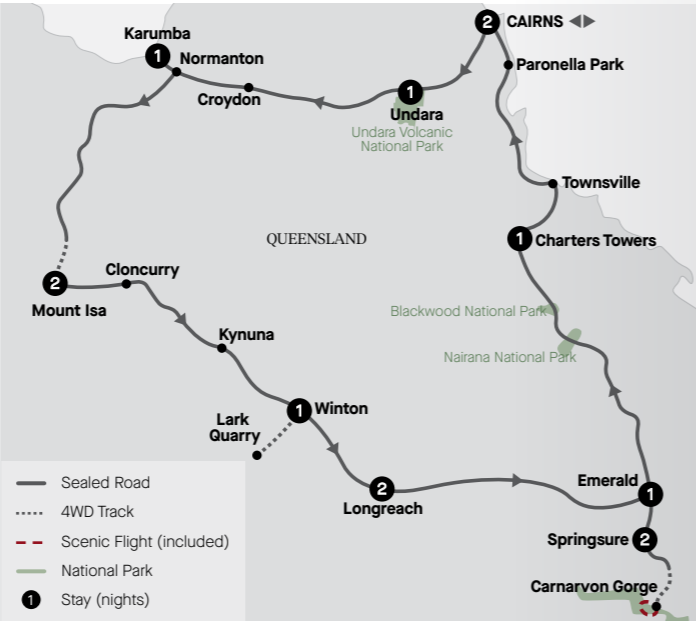 2
CAIRNS
Karumba
1
Normanton
Paronella Park
Croydon
1
Undara
Undara Volcanic
National Park
Townsville
QUEENSLAND
1
Charters Towers
Cloncurry
2
Mount Isa
Blackwood National Park
Kynuna
Nairana National Park
1
Winton
Lark
Quarry
Emerald
2
Longreach
1
Springsure
2
Carnarvon Gorge
Sealed Road
4WD Track
Scenic Flight (included)
National Park
1
Stay (nights)